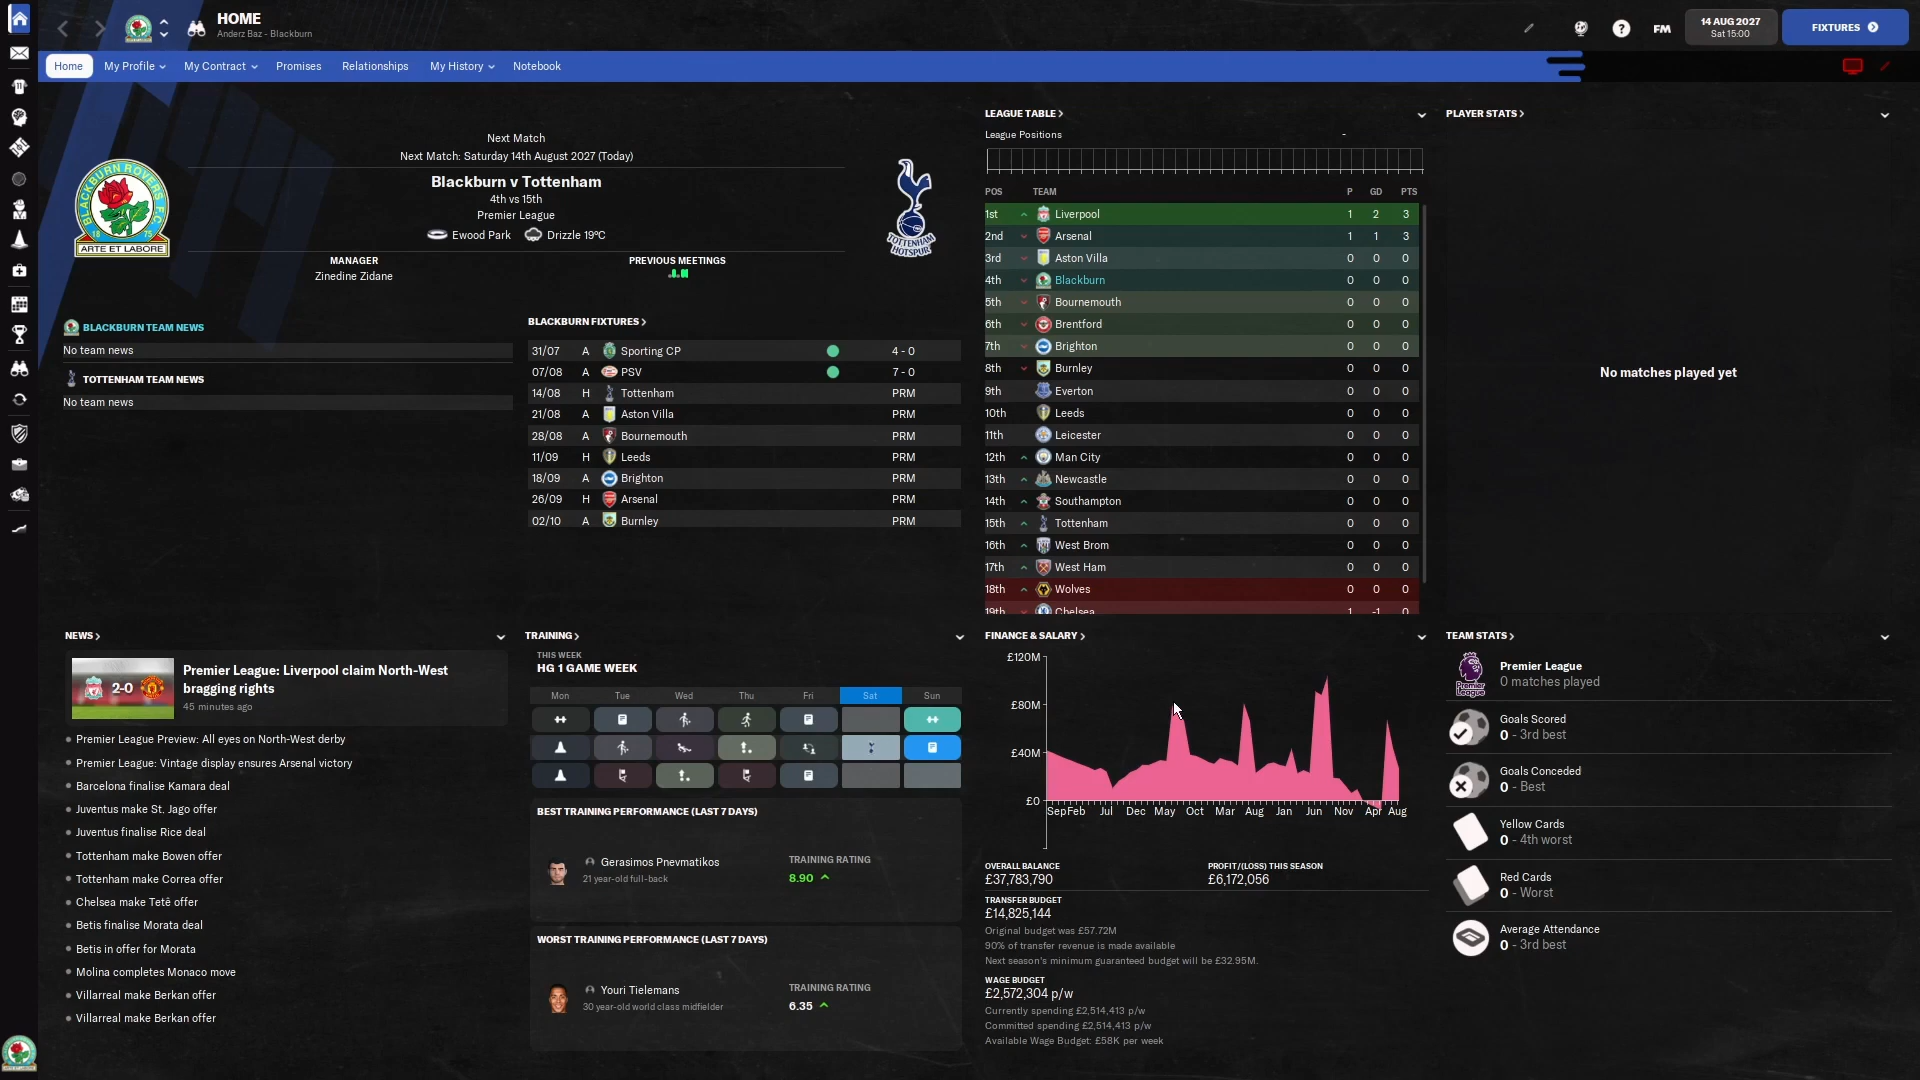 HOME
Anderz Baz - Blackburn
14 AUG 2027
Sat 15:00
FIXTURES
FM
Home
My Profile
My Contract
Promises
Relationships
My History
Notebook
Next Match
Next Match: Saturday 14th August 2027 (Today)
Blackburn v Tottenham
4th vs 15th
Premier League
Ewood Park
Drizzle 19ºC
MANAGER
Zinedine Zidane
PREVIOUS MEETINGS
BLACKBURN ROVERS F.C.
18 75
ARTE ET LABORE
TOTTENHAM
HOTSPUR
BLACKBURN TEAM NEWS
No team news
TOTTENHAM TEAM NEWS
No team news
BLACKBURN FIXTURES
31/07 A Sporting CP 4 - 0
07/08 A PSV 7 - 0
14/08 H Tottenham PRM
21/08 A Aston Villa PRM
28/08 A Bournemouth PRM
11/09 H Leeds PRM
18/09 A Brighton PRM
26/09 H Arsenal PRM
02/10 A Burnley PRM
LEAGUE TABLE
League Positions -
POS TEAM P GD PTS
1st Liverpool 1 2 3
2nd Arsenal 1 1 3
3rd Aston Villa 0 0 0
4th Blackburn 0 0 0
5th Bournemouth 0 0 0
6th Brentford 0 0 0
7th Brighton 0 0 0
8th Burnley 0 0 0
9th Everton 0 0 0
10th Leeds 0 0 0
11th Leicester 0 0 0
12th Man City 0 0 0
13th Newcastle 0 0 0
14th Southampton 0 0 0
15th Tottenham 0 0 0
16th West Brom 0 0 0
17th West Ham 0 0 0
18th Wolves 0 0 0
19th Chelsea 1 -1 0
PLAYER STATS
No matches played yet
NEWS
2-0
Premier League: Liverpool claim North-West
bragging rights
45 minutes ago
Premier League Preview: All eyes on North-West derby
Premier League: Vintage display ensures Arsenal victory
Barcelona finalise Kamara deal
Juventus make St. Jago offer
Juventus finalise Rice deal
Tottenham make Bowen offer
Tottenham make Correa offer
Chelsea make Tetê offer
Betis finalise Morata deal
Betis in offer for Morata
Molina completes Monaco move
Villarreal make Berkan offer
Villarreal make Berkan offer
TRAINING
THIS WEEK
HG 1 GAME WEEK
Mon Tue Wed Thu Fri Sat Sun
BEST TRAINING PERFORMANCE (LAST 7 DAYS)
Gerasimos Pnevmatikos
21 year-old full-back
TRAINING RATING
8.90
WORST TRAINING PERFORMANCE (LAST 7 DAYS)
Youri Tielemans
30 year-old world class midfielder
TRAINING RATING
6.35
FINANCE & SALARY
£120M
£80M
£40M
£0
Sep Feb Jul Dec May Oct Mar Aug Jan Jun Nov Apr Aug
OVERALL BALANCE
£37,783,790
PROFIT/(LOSS) THIS SEASON
£6,172,056
TRANSFER BUDGET
£14,825,144
Original budget was £57.72M
90% of transfer revenue is made available
Next season's minimum guaranteed budget will be £32.95M.
WAGE BUDGET
£2,572,304 p/w
Currently spending £2,514,413 p/w
Committed spending £2,514,413 p/w
Available Wage Budget: £58K per week
TEAM STATS
Premier League
0 matches played
Goals Scored
0 - 3rd best
Goals Conceded
0 - Best
Yellow Cards
0 - 4th worst
Red Cards
0 - Worst
Average Attendance
0 - 3rd best